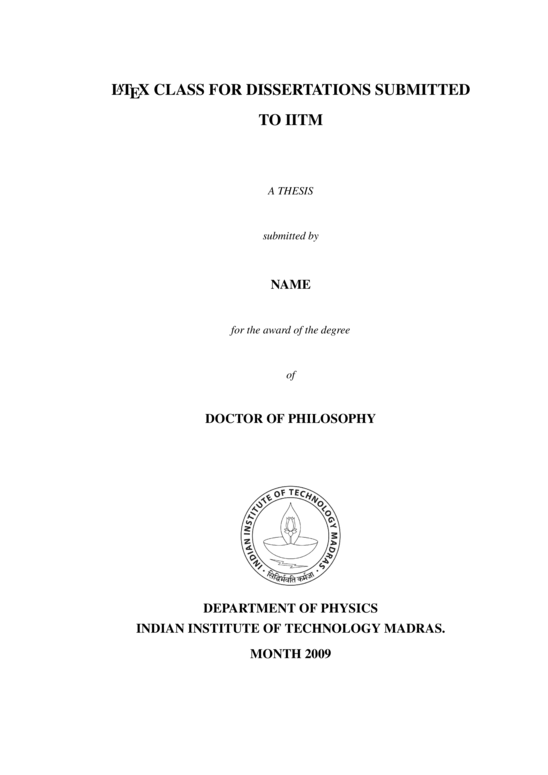 LATEX CLASS FOR DISSERTATIONS SUBMITTED
TO IITM
A THESIS
submitted by
NAME
for the award of the degree
of
DOCTOR OF PHILOSOPHY
INDIAN INSTITUTE OF TECHNOLOGY MADRAS
सिद्धिर्भवति कर्मजा
DEPARTMENT OF PHYSICS
INDIAN INSTITUTE OF TECHNOLOGY MADRAS.
MONTH 2009